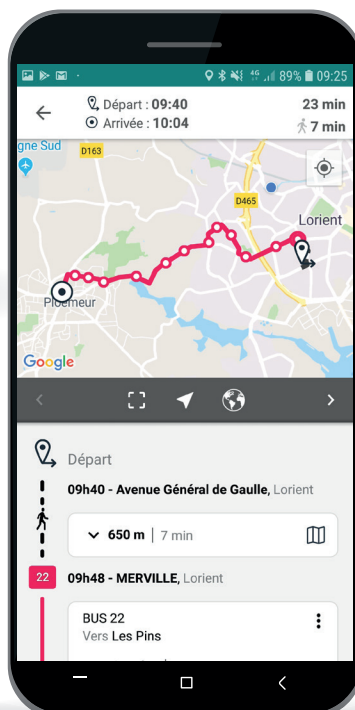 4G 89% 09:25
Départ : 09:40
23 min
Arrivée : 10:04
7 min
gne Sud
D163
D465
Lorient
Ploemeur
Google
Départ
09h40 - Avenue Général de Gaulle, Lorient
650 m | 7 min
22 09h48 - MERVILLE, Lorient
BUS 22
Vers Les Pins